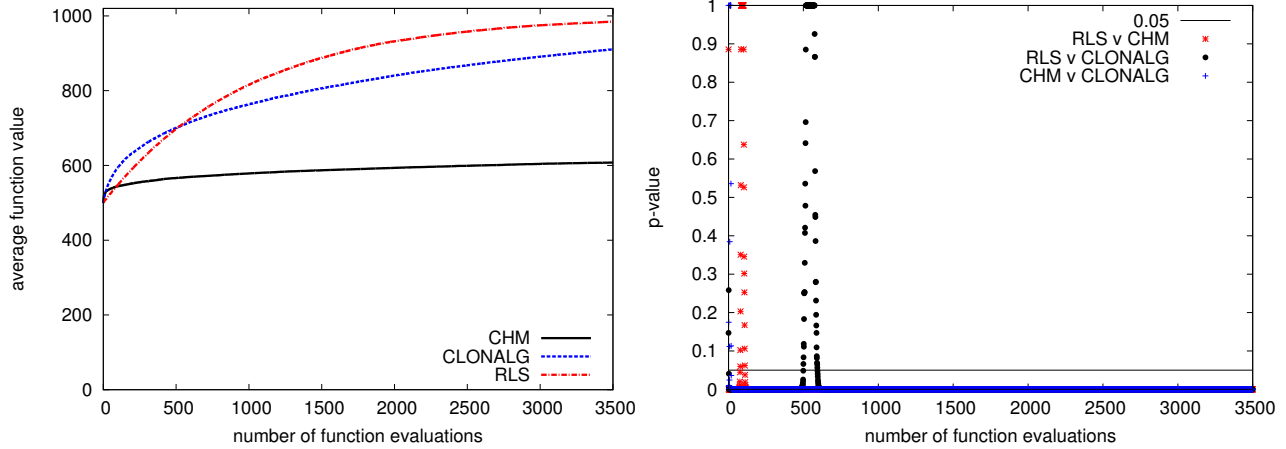 average function value
1000
800
600
400
200
0
0 500 1000 1500 2000 2500 3000 3500
number of function evaluations
CHM
CLONALG
RLS
p-value
1
0.9
0.8
0.7
0.6
0.5
0.4
0.3
0.2
0.1
0
0 500 1000 1500 2000 2500 3000 3500
number of function evaluations
0.05
RLS v CHM
RLS v CLONALG
CHM v CLONALG